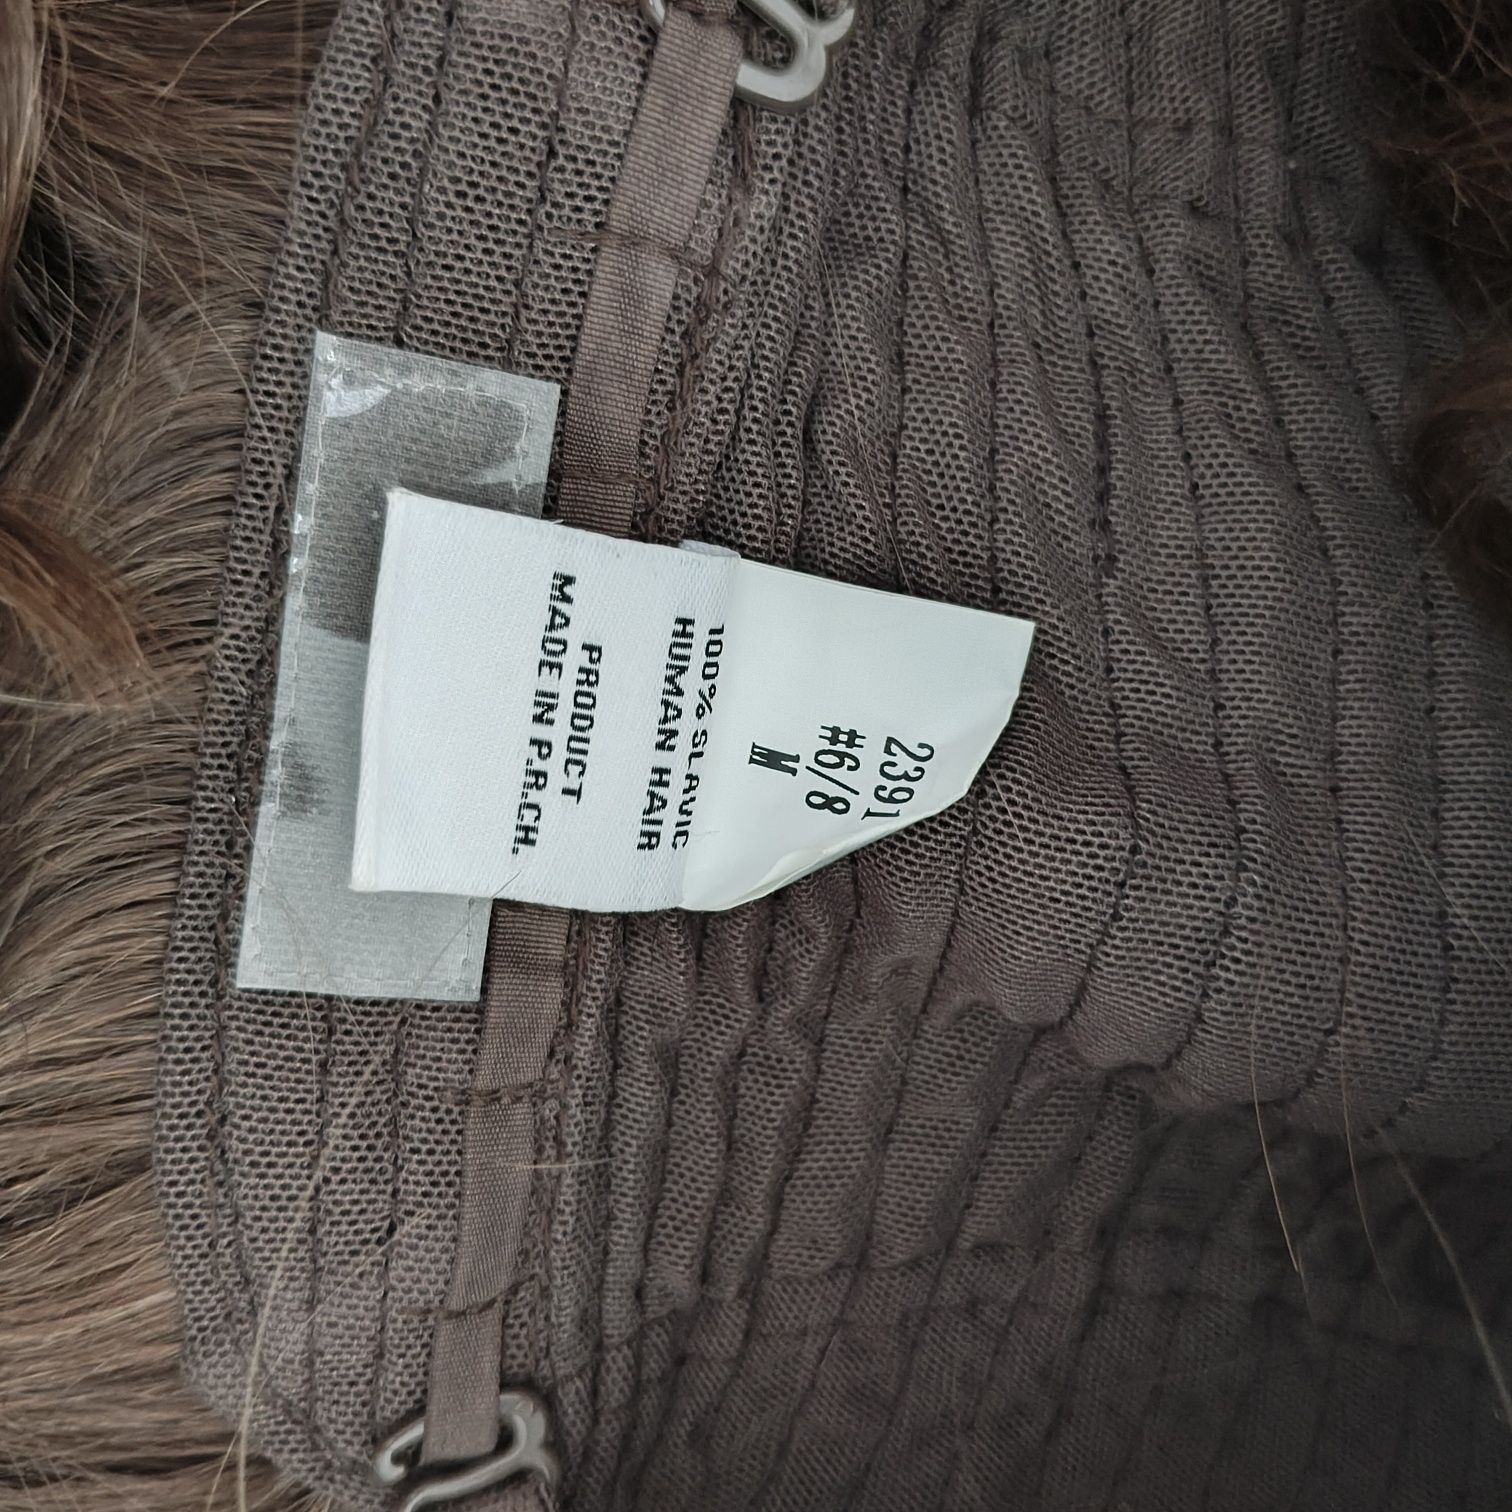 2391
#6/8
M
100% SLAVIC
HUMAN HAIR
PRODUCT
MADE IN P.R.CH.